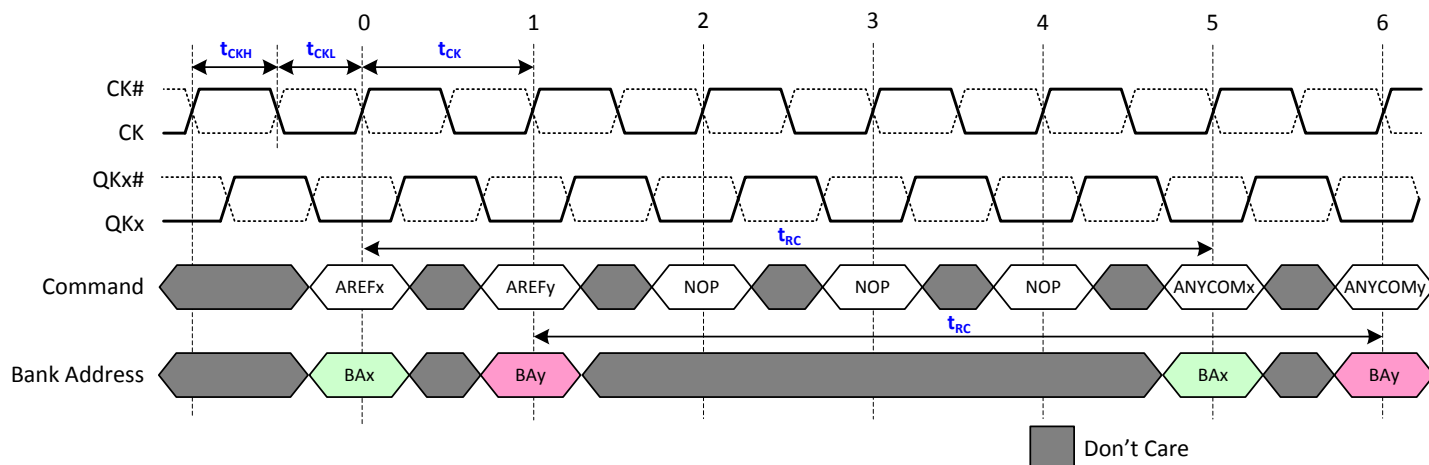 0 1 2 3 4 5 6
tCKH tCKL tCK
CK#
CK
QKx#
QKx
tRC
Command AREFx AREFy NOP NOP NOP ANYCOMx ANYCOMy
tRC
Bank Address BAx BAy BAx BAy
Don't Care